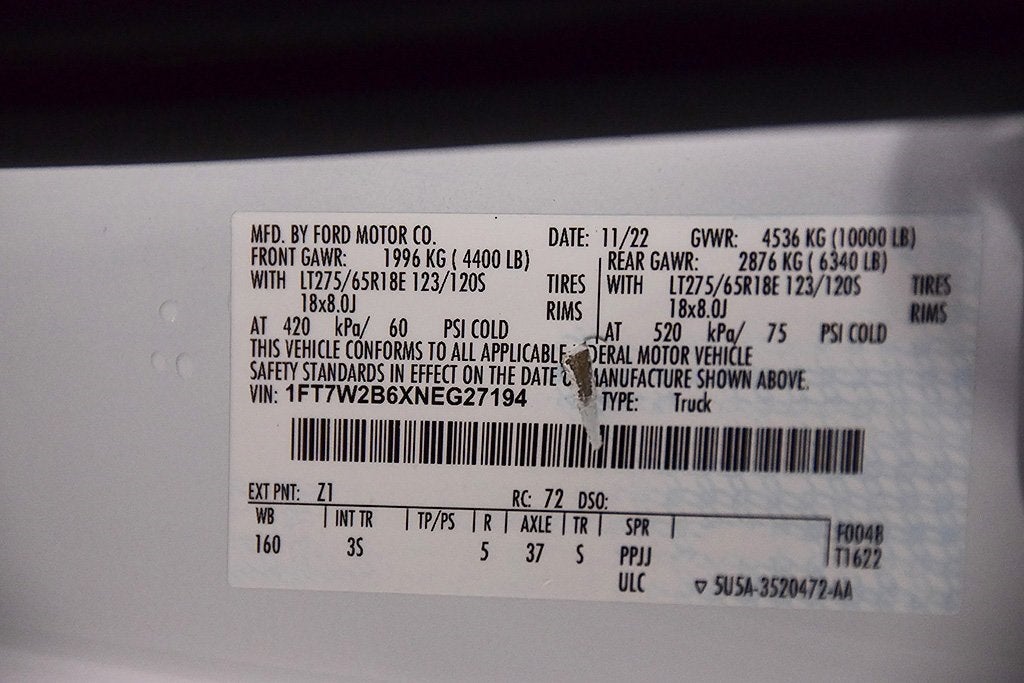 MFD. BY FORD MOTOR CO. DATE: 11/22 GVWR: 4536 KG (10000 LB)
FRONT GAWR: 1996 KG ( 4400 LB) REAR GAWR: 2876 KG ( 6340 LB)
WITH LT275/65R18E 123/120S TIRES WITH LT275/65R18E 123/120S TIRES
18x8.0J RIMS 18x8.0J RIMS
AT 420 kPa/ 60 PSI COLD AT 520 kPa/ 75 PSI COLD
THIS VEHICLE CONFORMS TO ALL APPLICABLE DERAL MOTOR VEHICLE
SAFETY STANDARDS IN EFFECT ON THE DATE O ANUFACTURE SHOWN ABOVE.
VIN: 1FT7W2B6XNEG27194 TYPE: Truck
EXT PNT: Z1 RC: 72 DSO:
WB INT TR TP/PS R AXLE TR SPR F0048
160 3S 5 37 S PPJJ T1622
ULC ▽ 5U5A-3520472-AA